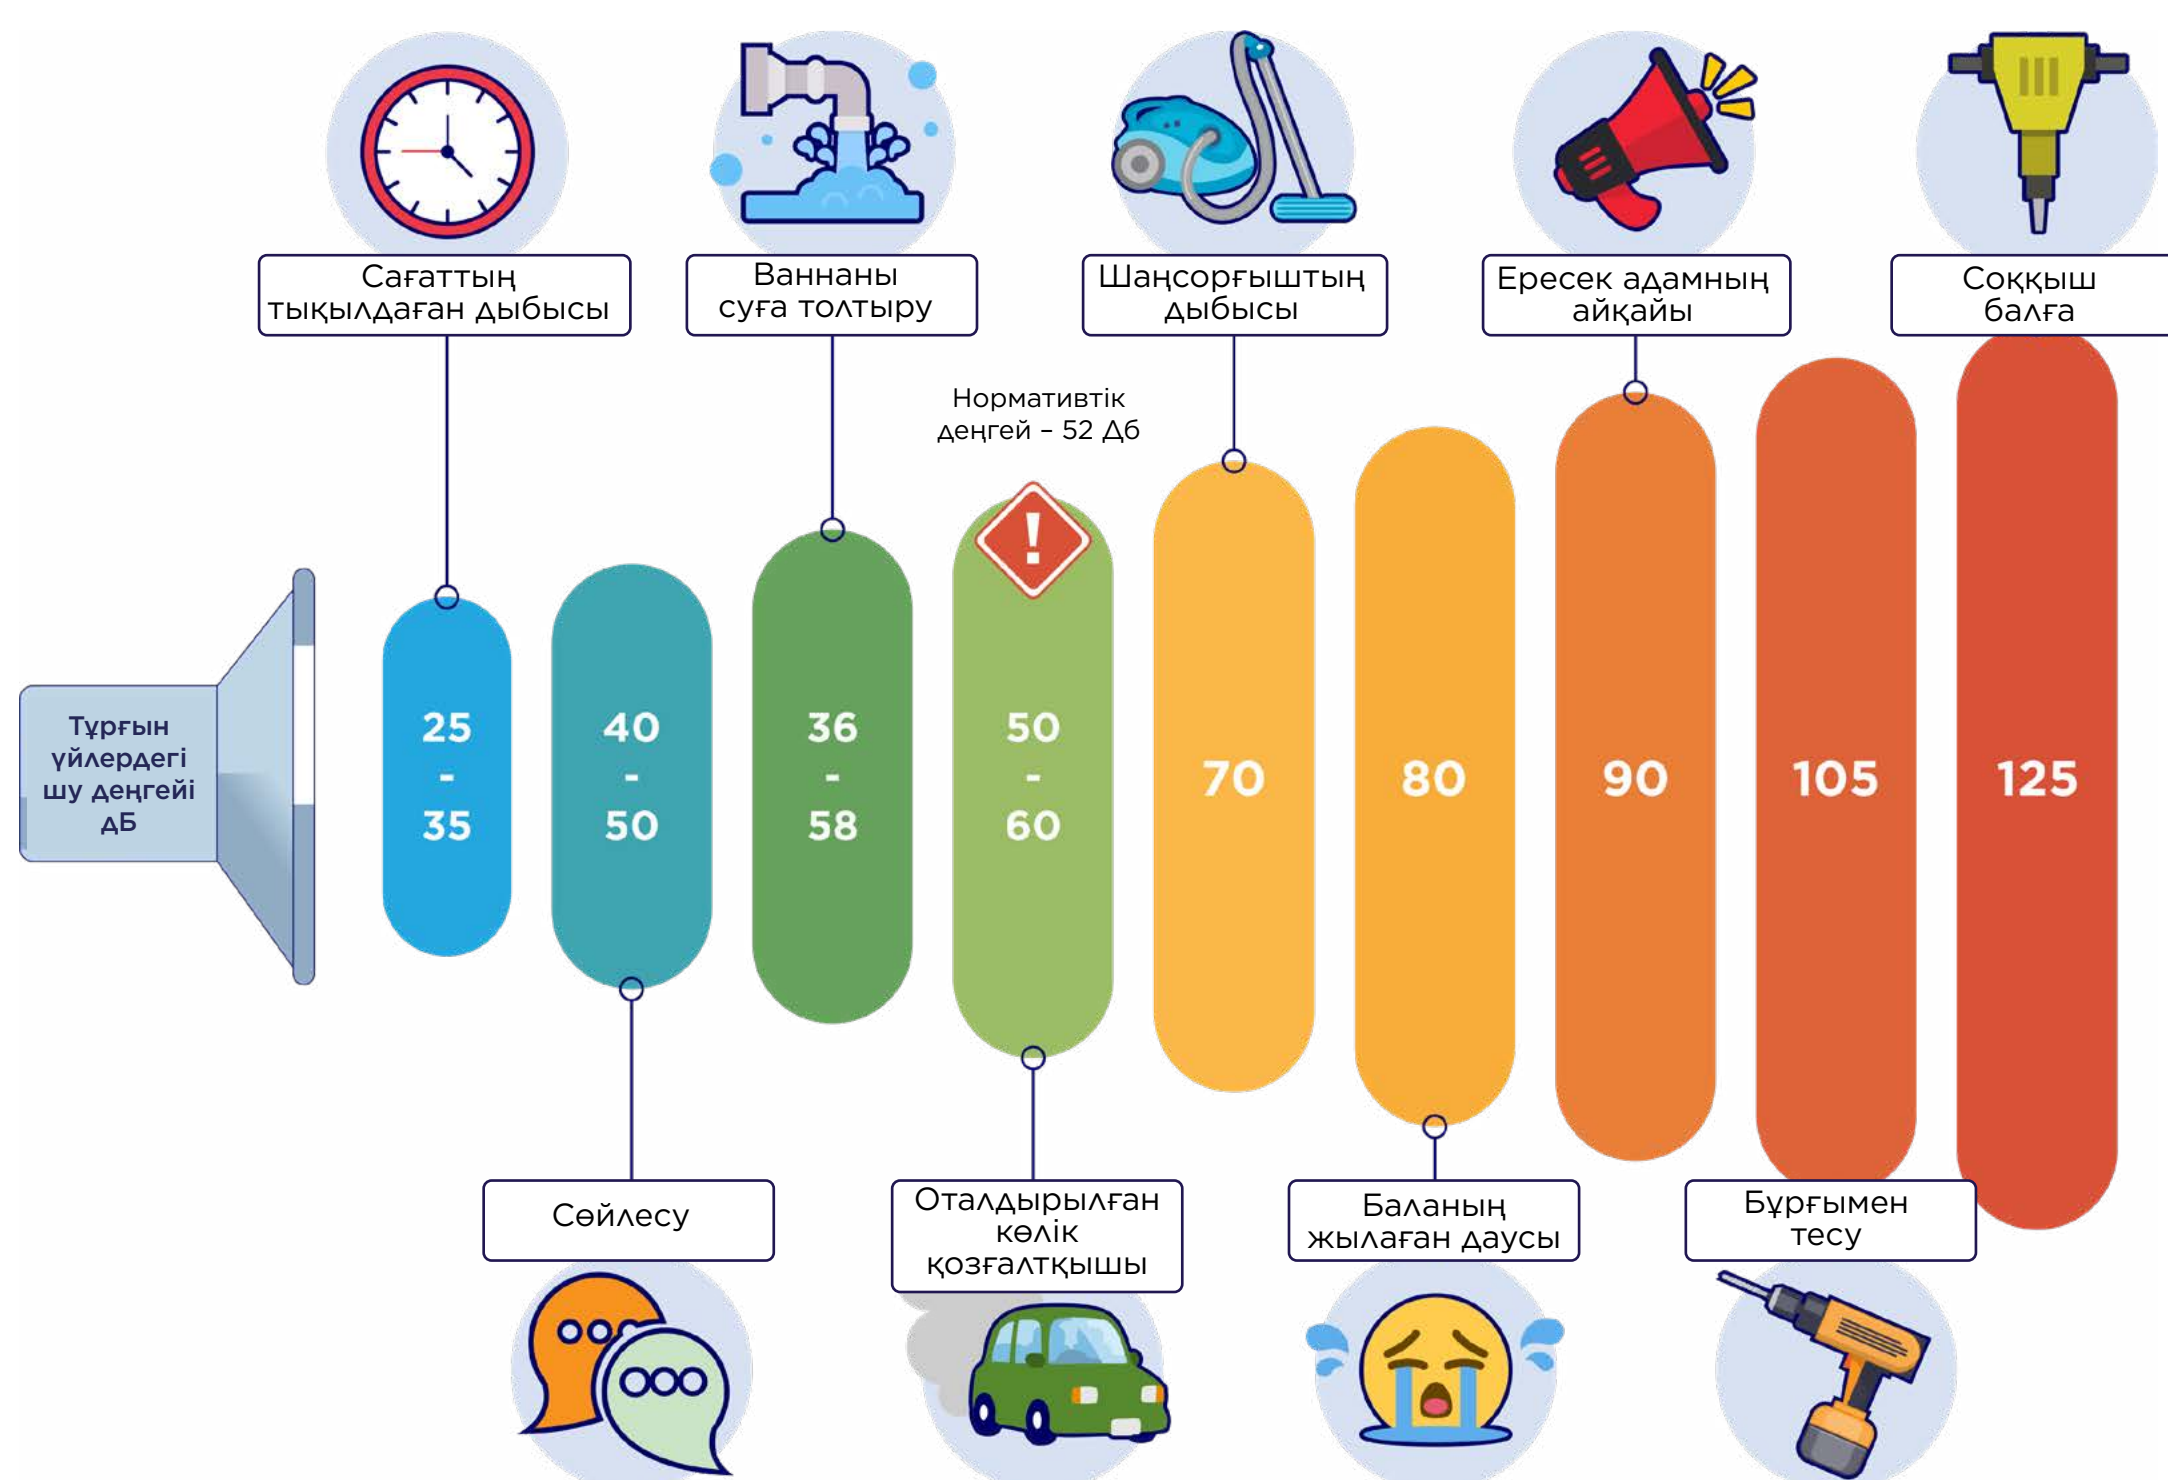 Сағаттың
тықылдаған дыбысы
Ваннаны
суға толтыру
Шаңсорғыштың
дыбысы
Ересек адамның
айқайы
Соққыш
балға
Нормативтік
деңгей – 52 Дб
!
Тұрғын
үйлердегі
шу деңгейі
дБ
25
-
35
40
-
50
36
-
58
50
-
60
70
80
90
105
125
Сөйлесу
Оталдырылған
көлік
қозғалтқышы
Баланың
жылаған даусы
Бұрғымен
тесу